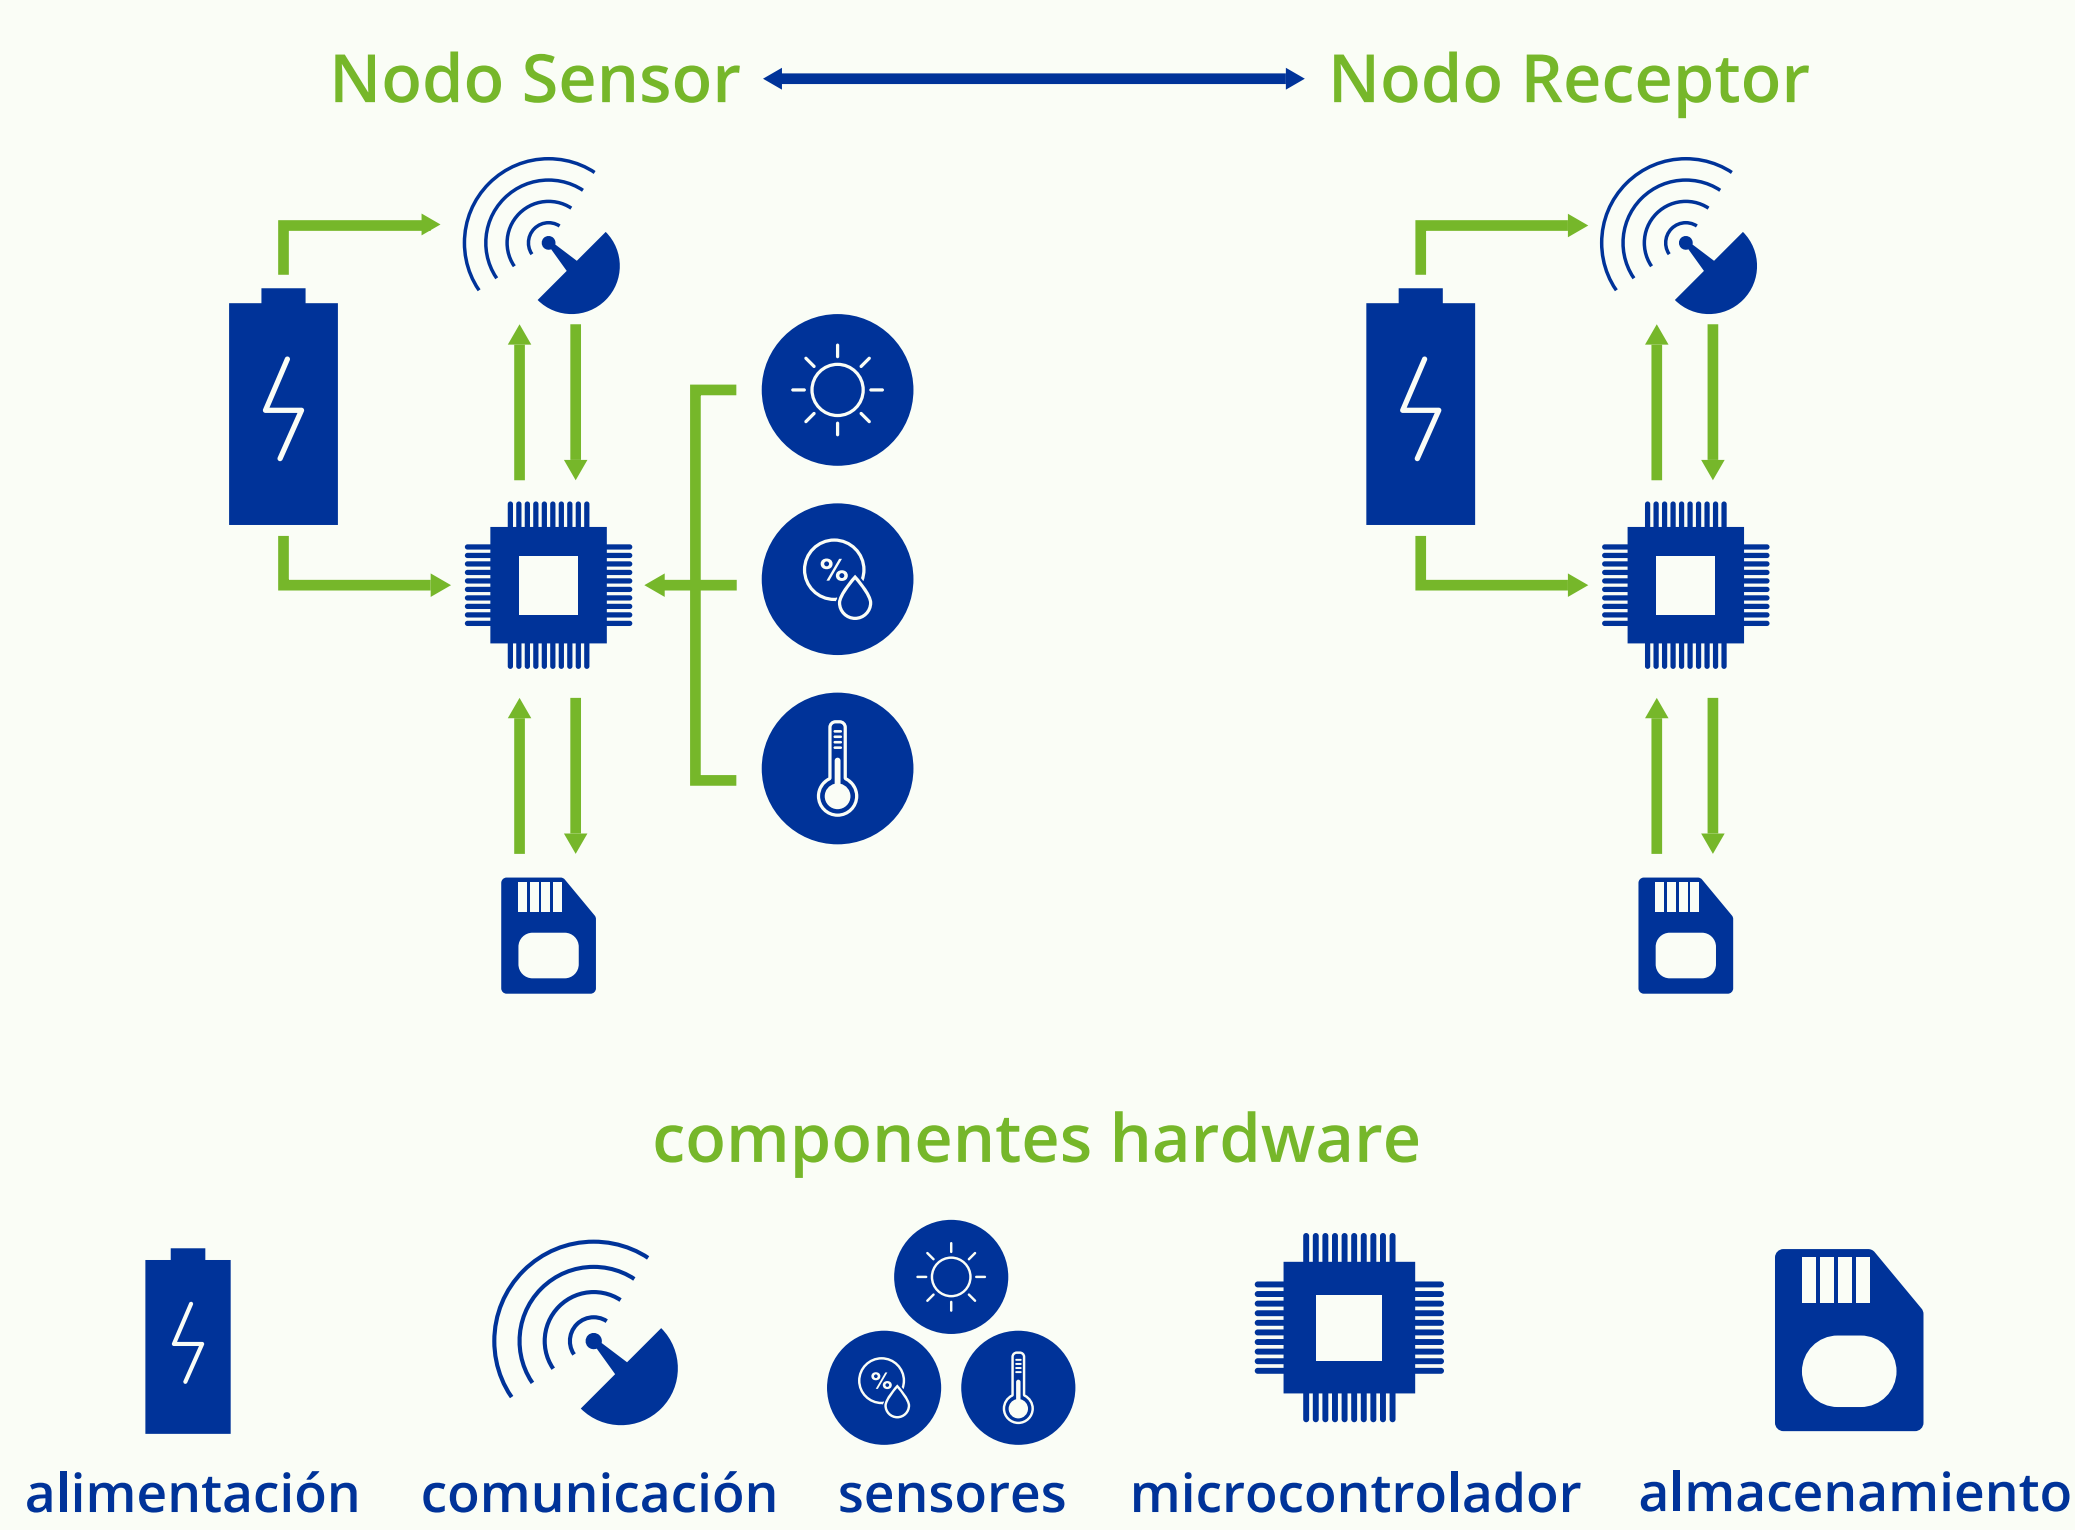 Nodo Sensor
Nodo Receptor
%
componentes hardware
%
alimentación
comunicación
sensores
microcontrolador
almacenamiento